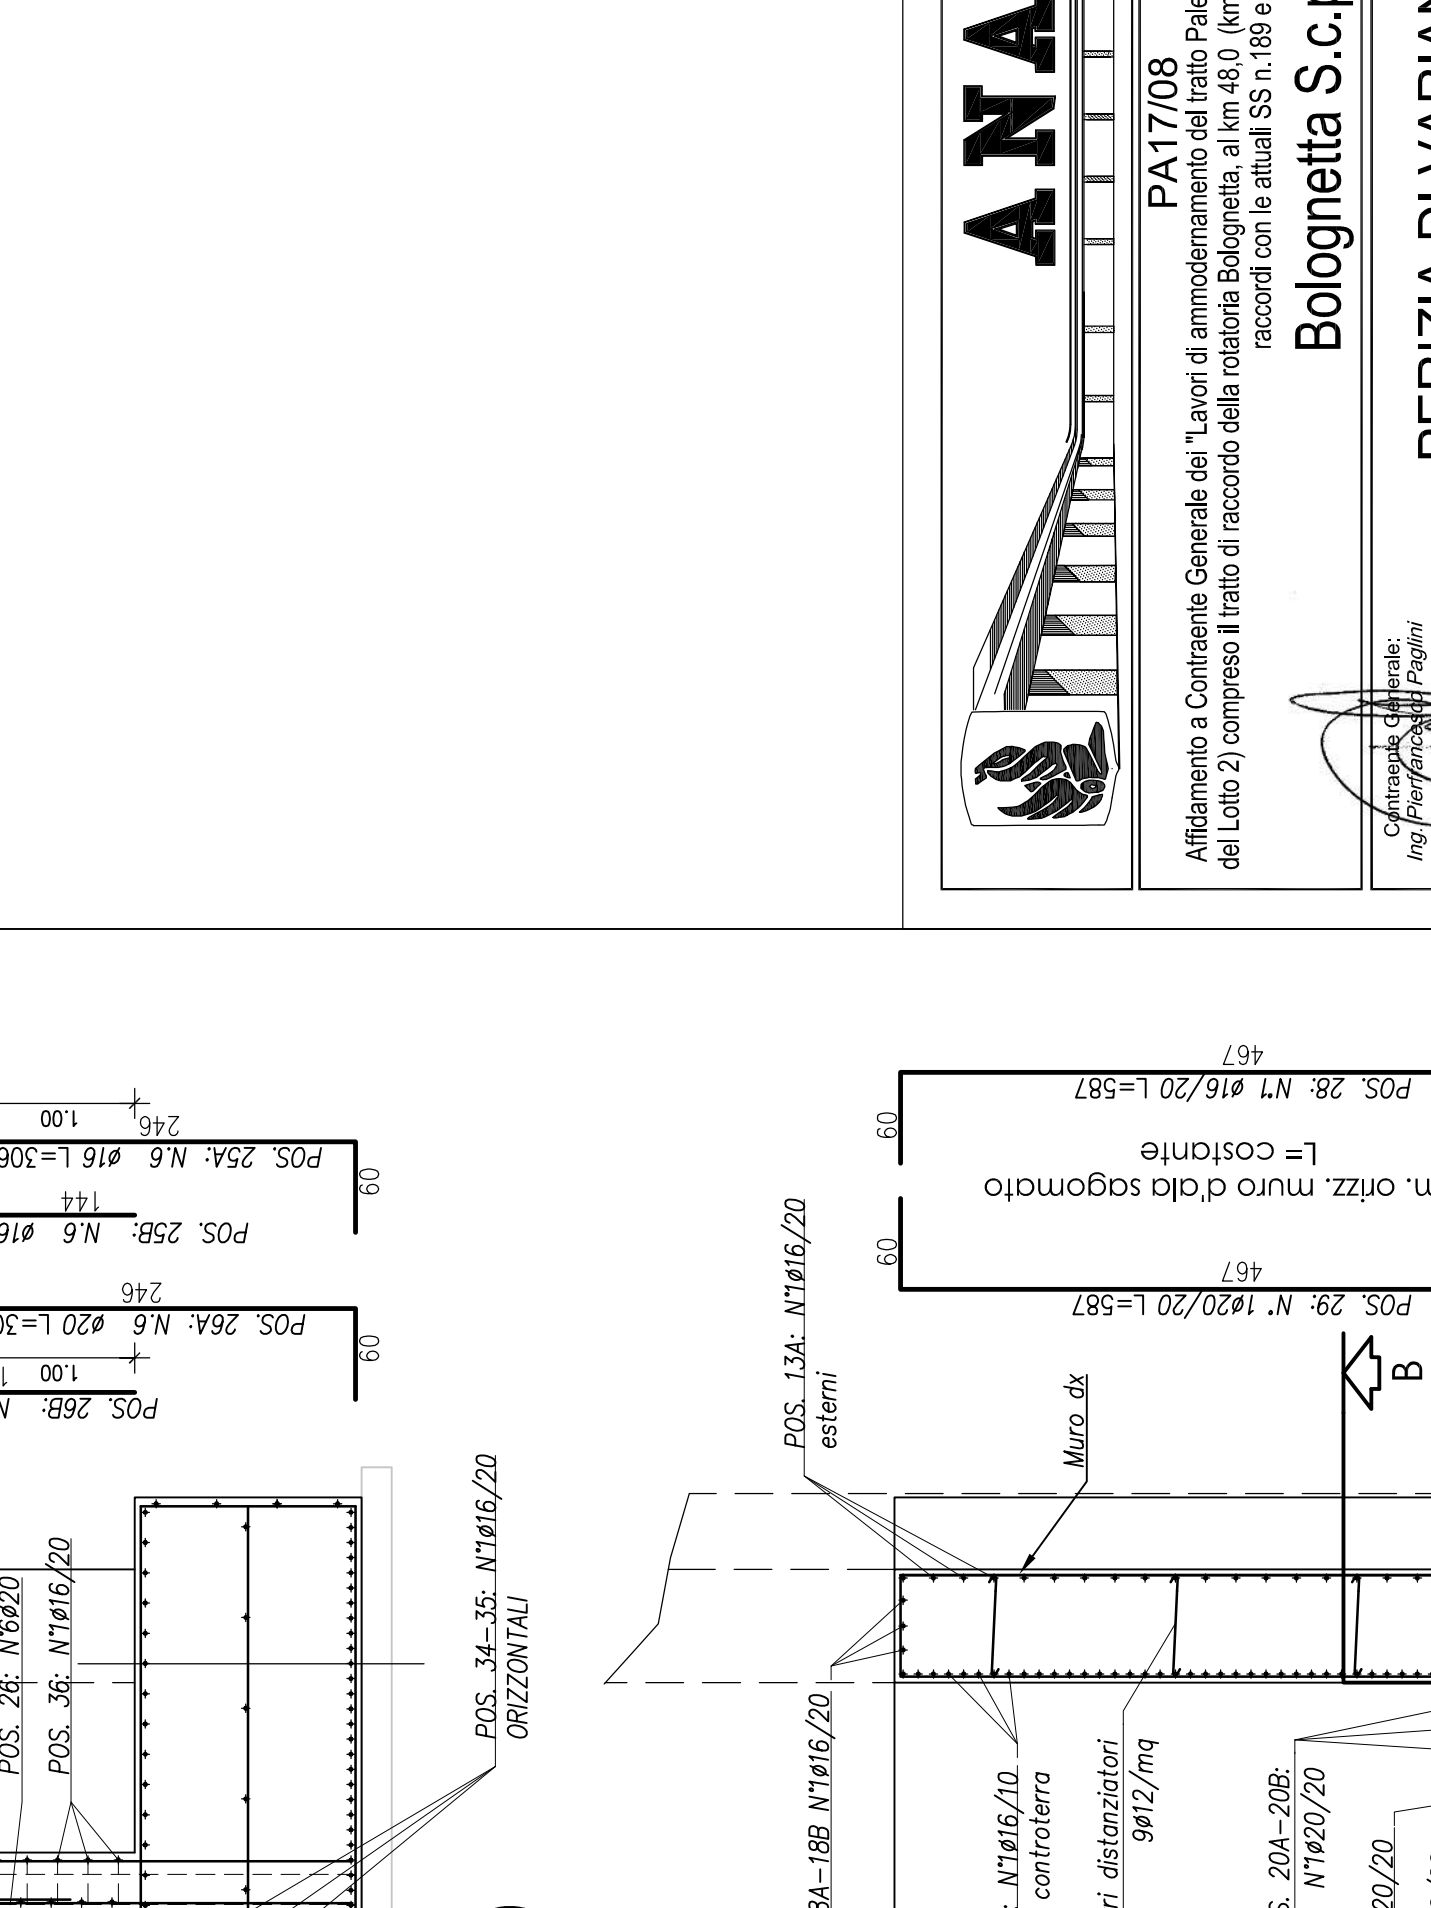 ANA
PA17/08
Affidamento a Contraente Generale dei "Lavori di ammodernamento del tratto
del Lotto 2) compreso il tratto di raccordo della rotatoria Bolognetta, al km 48,0
raccordi con le attuali SS n.189 e
Bolognetta S.c.p
Contraente Generale:
Ing. Pierfrancesco Paglini
1.00
246
POS. 25A: N.6 ø16 L=306
60
144
POS. 25B: N.6 ø16
246
POS. 26A: N.6 ø20
60
1.00
POS. 26B: N
467
POS. 28: N°1 ø16/20 L=587
60
L= costante
orizz. muro d'ala sagomato
60
467
POS. 29: N° 1ø20/20 L=587
B
POS. 13A: N°1ø16/20
esterni
Muro dx
POS. 26: N°6ø20
POS. 36: N°1ø16/20
POS. 34-35: N°1ø16/20
ORIZZONTALI
18B N°1ø16/20
N°1ø16/10
controterra
distanziatori
9ø12/mq
20A-20B:
N°1ø20/20
20/20